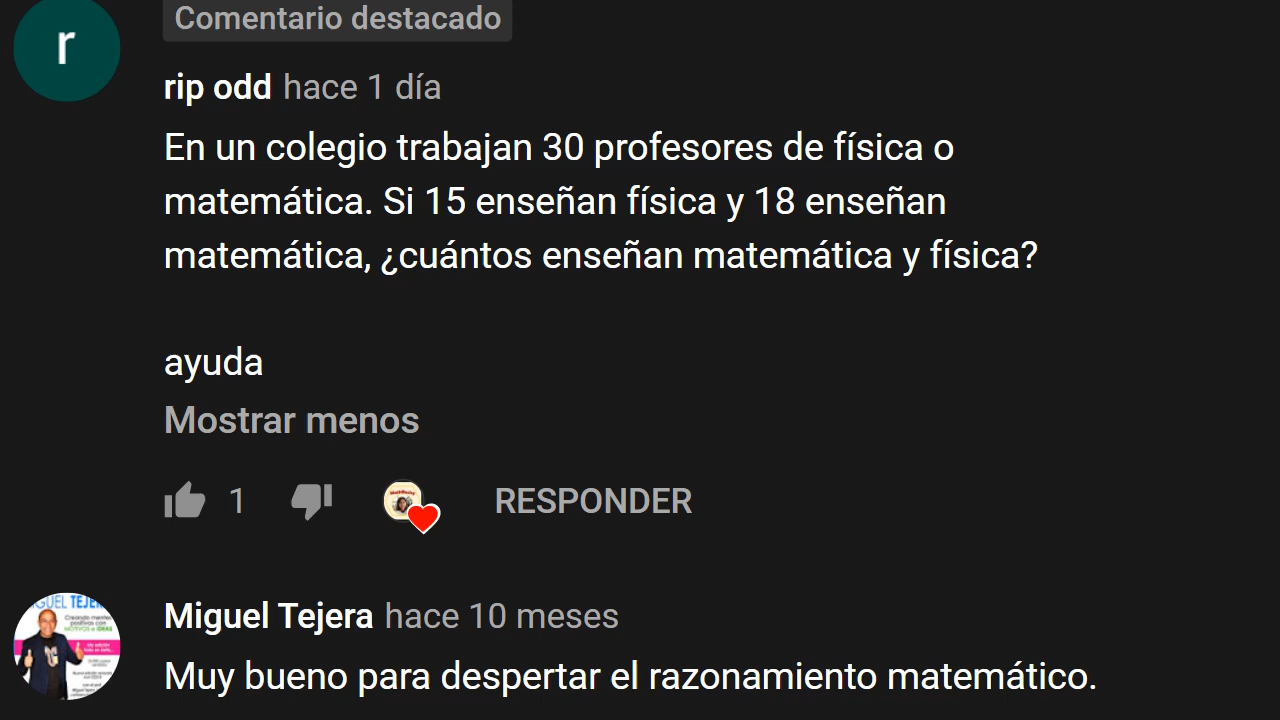 Comentario destacado
r
rip odd hace 1 día
En un colegio trabajan 30 profesores de física o
matemática. Si 15 enseñan física y 18 enseñan
matemática, ¿cuántos enseñan matemática y física?
ayuda
Mostrar menos
1
RESPONDER
Miguel Tejera hace 10 meses
Muy bueno para despertar el razonamiento matemático.